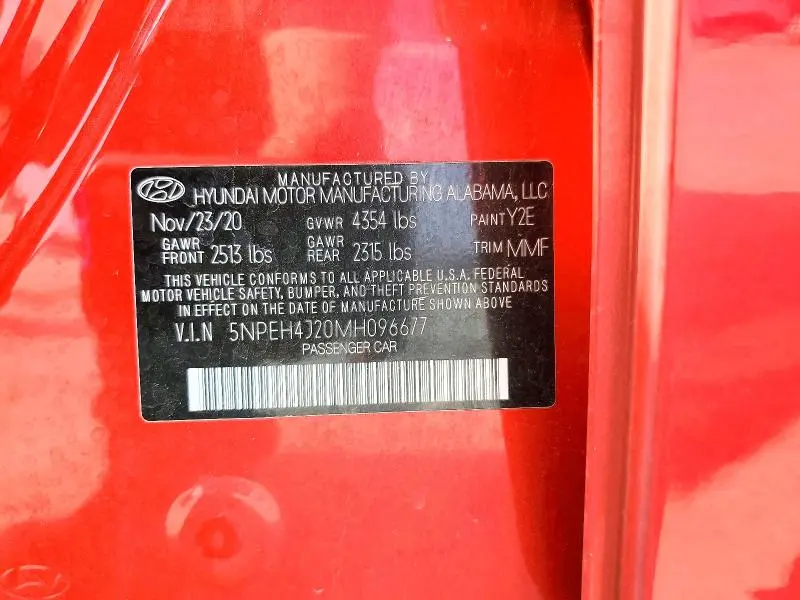 MANUFACTURED BY
HYUNDAI MOTOR MANUFACTURING ALABAMA, LLC
Nov/23/20 GVWR 4354 lbs PAINT Y2E
GAWR FRONT 2513 lbs GAWR REAR 2315 lbs TRIM MMF
THIS VEHICLE CONFORMS TO ALL APPLICABLE U.S.A. FEDERAL
MOTOR VEHICLE SAFETY, BUMPER, AND THEFT PREVENTION STANDARDS
IN EFFECT ON THE DATE OF MANUFACTURE SHOWN ABOVE
V.I.N 5NPEH4J20MH096677
PASSENGER CAR